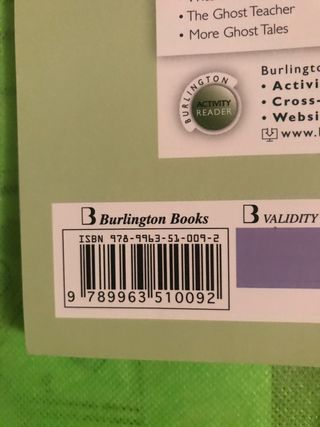 • The Ghost Teacher
• More Ghost Tales
BURLINGTON
ACTIVITY
READER
• Activi
• Cross-
• Websi
www.
B Burlington Books
B VALIDITY
ISBN 978-9963-51-009-2
9 789963 510092